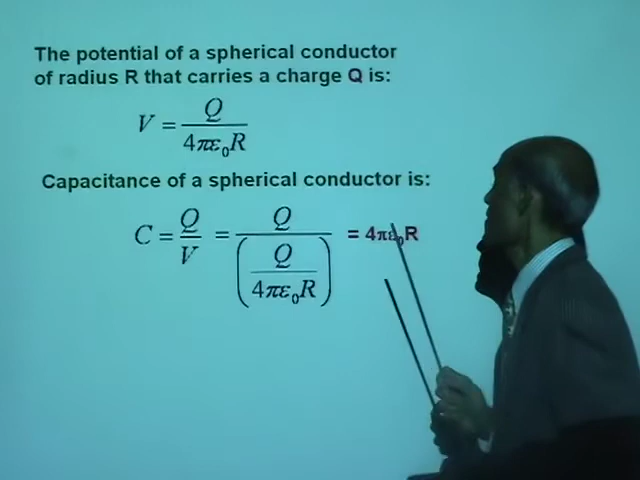 The potential of a spherical conductor
of radius R that carries a charge Q is:
V = Q / 4πε₀R
Capacitance of a spherical conductor is:
C = Q / V = Q / (Q / 4πε₀R) = 4πε₀R